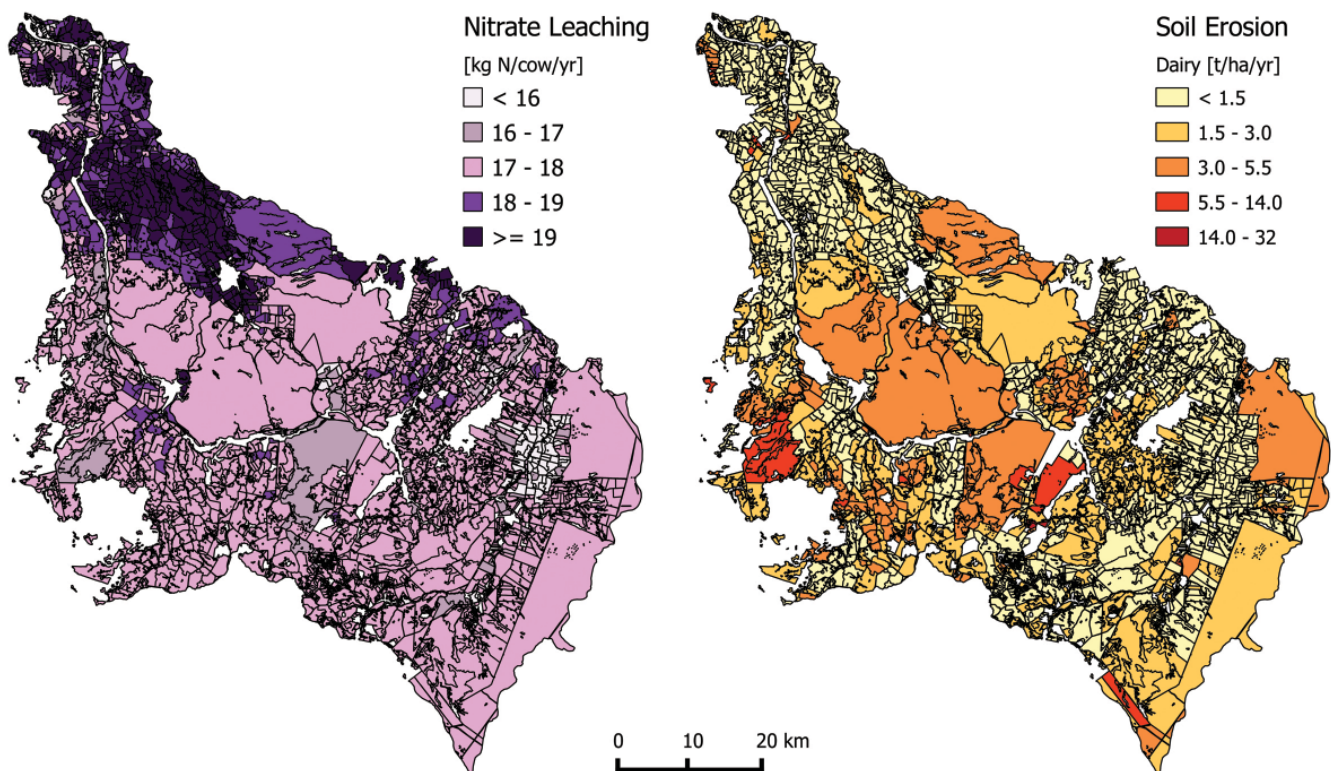 Nitrate Leaching
[kg N/cow/yr]
< 16
16 - 17
17 - 18
18 - 19
>= 19
Soil Erosion
Dairy [t/ha/yr]
< 1.5
1.5 - 3.0
3.0 - 5.5
5.5 - 14.0
14.0 - 32
0 10 20 km